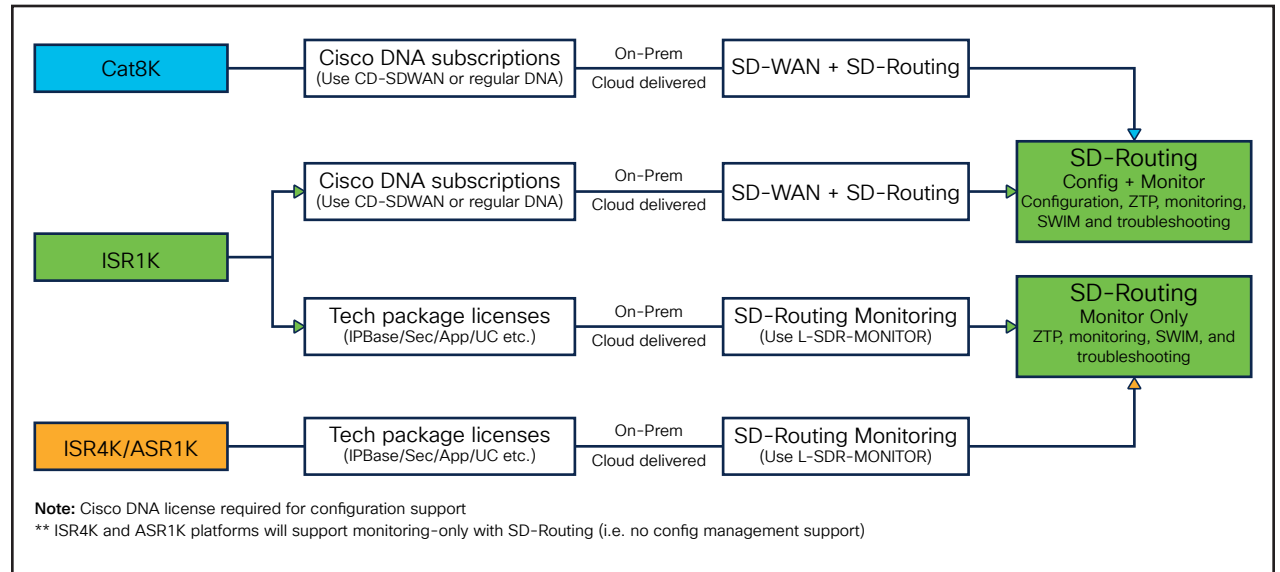 Cat8K
Cisco DNA subscriptions
(Use CD-SDWAN or regular DNA)
On-Prem
Cloud delivered
SD-WAN + SD-Routing
SD-Routing
Config + Monitor
Configuration, ZTP, monitoring,
SWIM and troubleshooting
ISR1K
Cisco DNA subscriptions
(Use CD-SDWAN or regular DNA)
On-Prem
Cloud delivered
SD-WAN + SD-Routing
Tech package licenses
(IPBase/Sec/App/UC etc.)
On-Prem
Cloud delivered
SD-Routing Monitoring
(Use L-SDR-MONITOR)
SD-Routing
Monitor Only
ZTP, monitoring, SWIM, and
troubleshooting
ISR4K/ASR1K
Tech package licenses
(IPBase/Sec/App/UC etc.)
On-Prem
Cloud delivered
SD-Routing Monitoring
(Use L-SDR-MONITOR)
Note: Cisco DNA license required for configuration support
** ISR4K and ASR1K platforms will support monitoring-only with SD-Routing (i.e. no config management support)